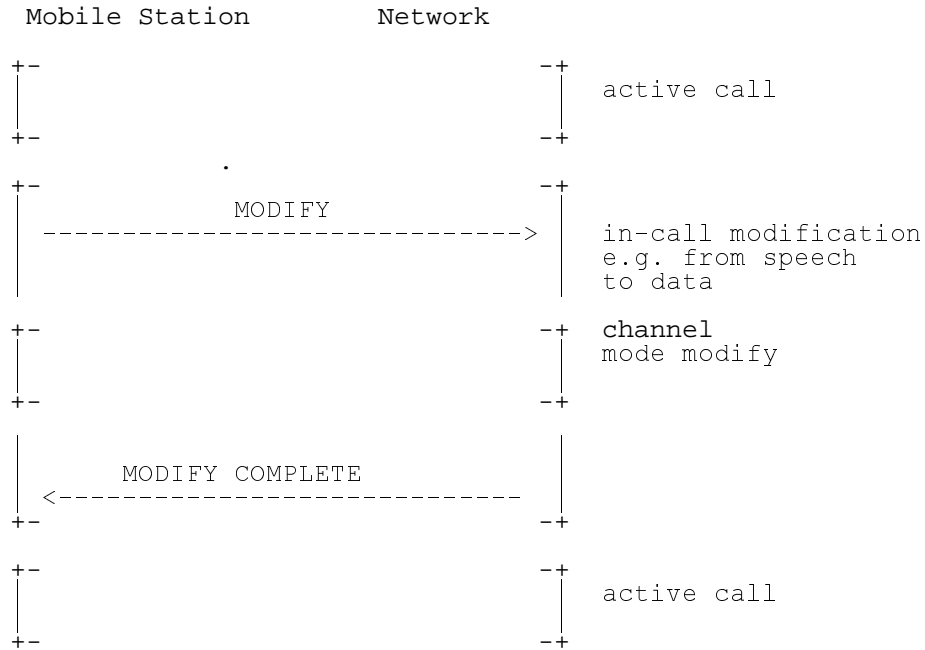 Mobile Station Network
active call
MODIFY
in-call modification
e.g. from speech
to data
channel
mode modify
MODIFY COMPLETE
active call